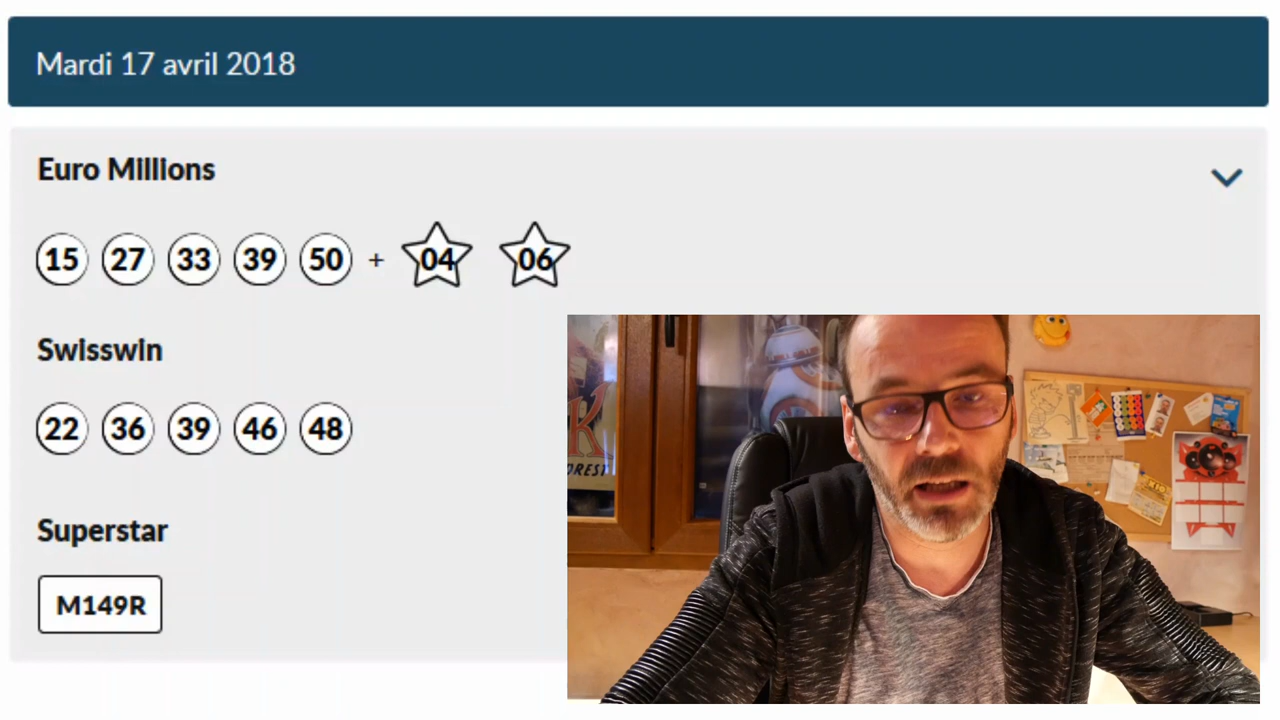 Mardi 17 avril 2018
Euro Millions
15 27 33 39 50 + 04 06
Swisswin
22 36 39 46 48
Superstar
M149R